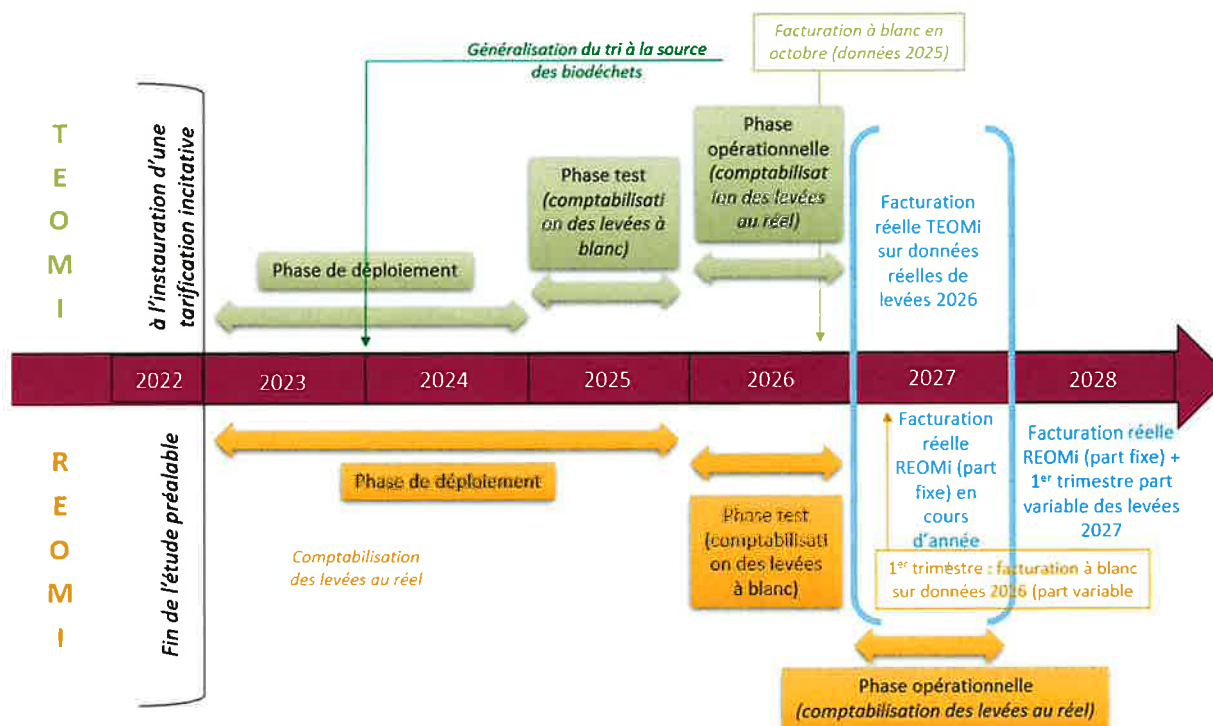 Généralisation du tri à la source
des biodéchets
Facturation à blanc en
octobre (données 2025)
T
E
O
M
I
à l'instauration d'une
tarification incitative
Phase de déploiement
Phase test
(comptabilisati
on des levées à
blanc)
Phase
opérationnelle
(comptabilisat
ion des levées
au réel)
Facturation
réelle TEOMi
sur données
réelles de
levées 2026
2022
2023
2024
2025
2026
2027
2028
R
E
O
M
I
Fin de l'étude préalable
Phase de déploiement
Comptabilisation
des levées au réel
Phase test
(comptabilisati
on des levées
à blanc)
Facturation
réelle
REOMi (part
fixe) en
cours
d'année
Facturation réelle
REOMi (part fixe) +
1er trimestre part
variable des levées
2027
1er trimestre : facturation à blanc
sur données 2026 (part variable
Phase opérationnelle
(comptabilisation des levées au réel)